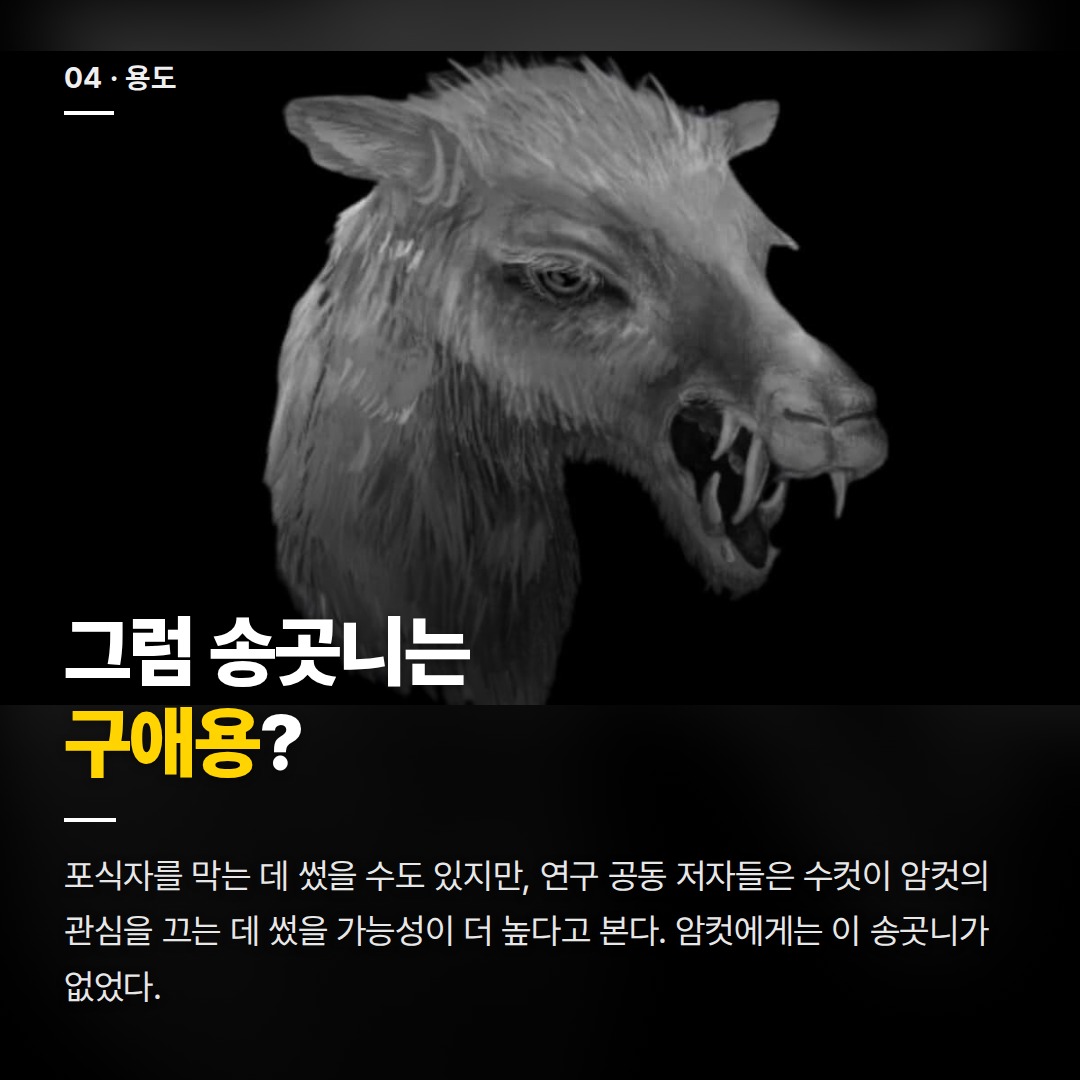 04 · 용도
그럼 송곳니는
구애용?
포식자를 막는 데 썼을 수도 있지만, 연구 공동 저자들은 수컷이 암컷의
관심을 끄는 데 썼을 가능성이 더 높다고 본다. 암컷에게는 이 송곳니가
없었다.